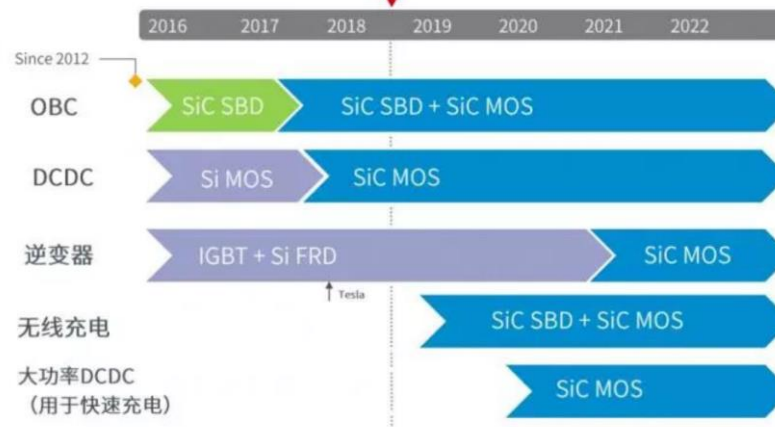 2016 2017 2018 2019 2020 2021 2022
Since 2012
OBC SiC SBD SiC SBD + SiC MOS
DCDC Si MOS SiC MOS
逆变器 IGBT + Si FRD SiC MOS
Tesla
无线充电 SiC SBD + SiC MOS
大功率DCDC
（用于快速充电） SiC MOS